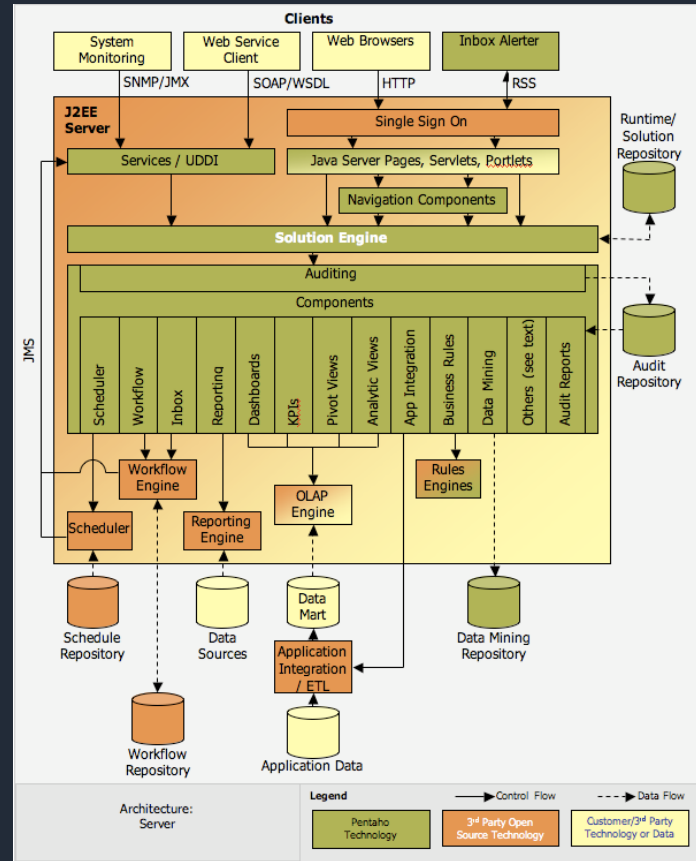 Clients
System
Monitoring
Web Service
Client
Web Browsers
Inbox Alerter
SNMP/JMX
SOAP/WSDL
HTTP
RSS
J2EE
Server
Single Sign On
Runtime/
Solution
Repository
Services / UDDI
Java Server Pages, Servlets, Portlets
Navigation Components
Solution Engine
Auditing
Components
JMS
Scheduler
Workflow
Inbox
Reporting
Dashboards
KPIs
Pivot Views
Analytic Views
App Integration
Business Rules
Data Mining
Others (see text)
Audit Reports
Audit
Repository
Workflow
Engine
Rules
Engines
OLAP
Engine
Scheduler
Reporting
Engine
Schedule
Repository
Data
Sources
Data
Mart
Data Mining
Repository
Application
Integration
/ ETL
Workflow
Repository
Application Data
Architecture:
Server
Legend
Control Flow
Data Flow
Pentaho
Technology
3rd Party Open
Source Technology
Customer/3rd Party
Technology or Data